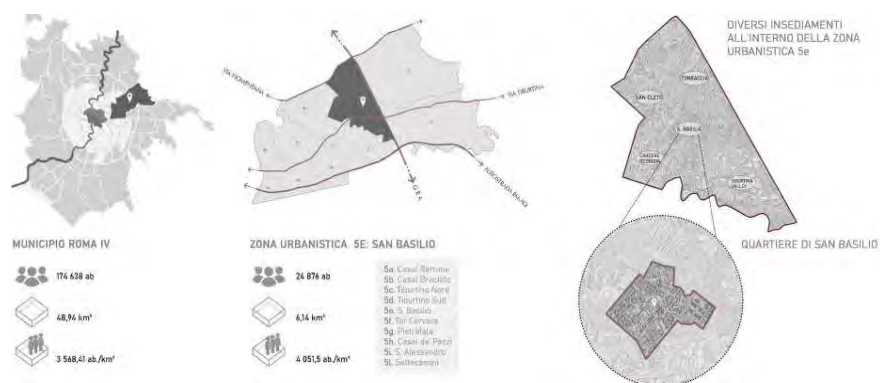 DIVERSI INSEDIAMENTI
ALL'INTERNO DELLA ZONA
URBANISTICA 5e
VIA NOMENTANA
VIA TIBURTINA
AUTOSTRADA
G R A
TORRACCIA
SAN CLETO
S. BASILIO
TIBURTINA
VALLEY
QUARTIERE DI SAN BASILIO
MUNICIPIO ROMA IV
174 638 ab
48,94 km²
3 568,41 ab./km²
ZONA URBANISTICA 5E: SAN BASILIO
24 876 ab
6,14 km²
4 051,5 ab./km²
5a. Casal Bertone
5b. Casal Bruciato
5c. Tiburtino Nord
5d. Tiburtino Sud
5e. S. Basilio
5f. Tor Cervara
5g. Pietralata
5h. Casal de' Pazzi
5i. S. Alessandro
5l. Settecamini